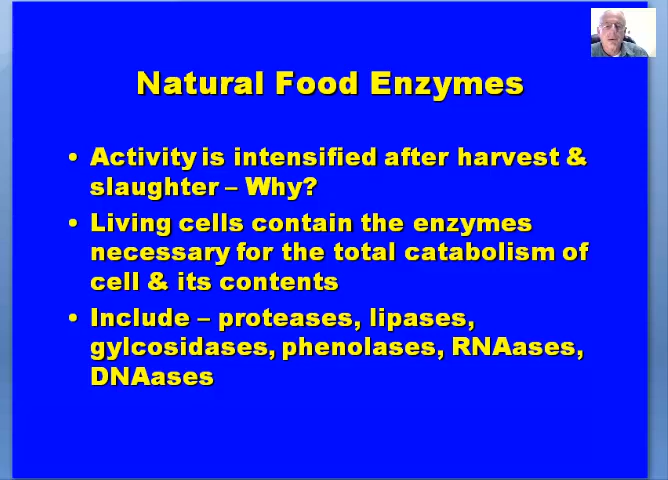 Natural Food Enzymes
• Activity is intensified after harvest &
slaughter – Why?
• Living cells contain the enzymes
necessary for the total catabolism of
cell & its contents
• Include – proteases, lipases,
gylcosidases, phenolases, RNAases,
DNAases